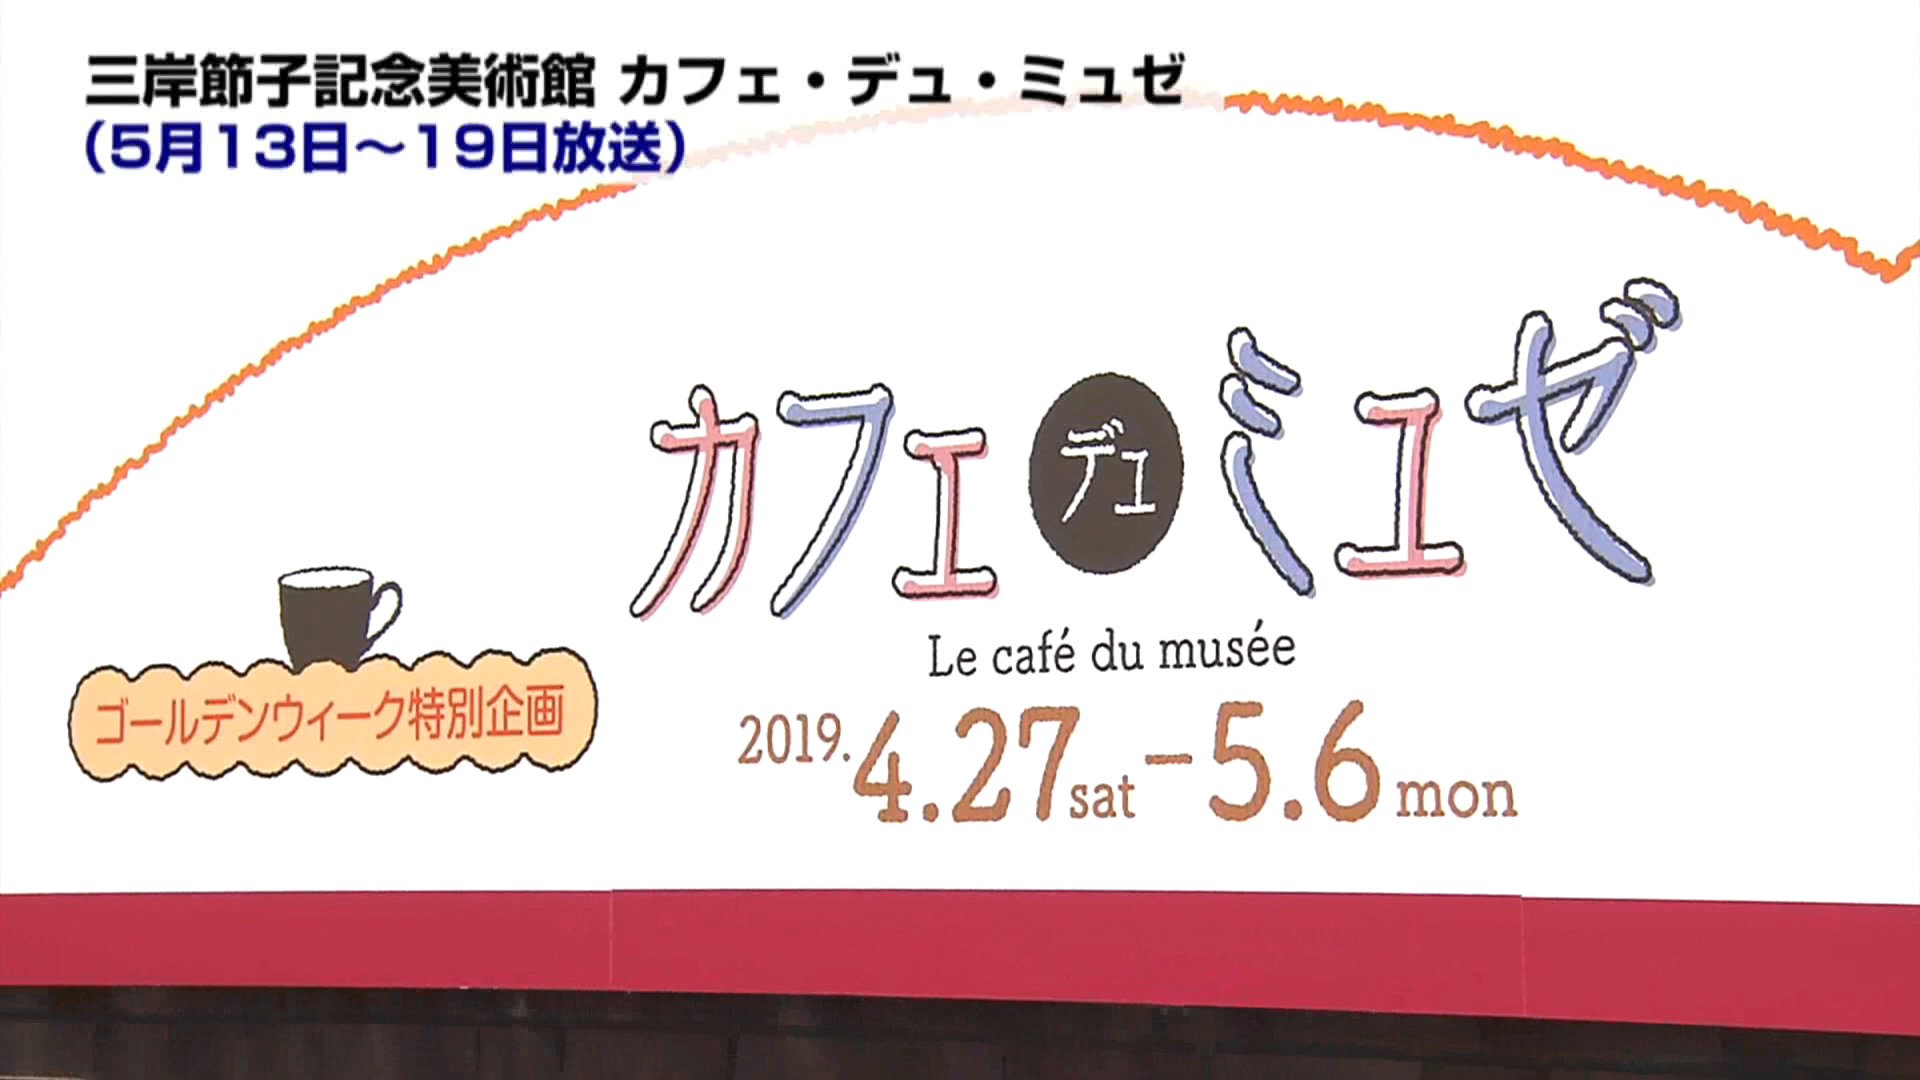 三岸節子記念美術館 カフェ・デュ・ミュゼ
（5月13日～19日放送）
カフェ デュ ミュゼ
Le café du musée
ゴールデンウィーク特別企画
2019.4.27sat－5.6mon